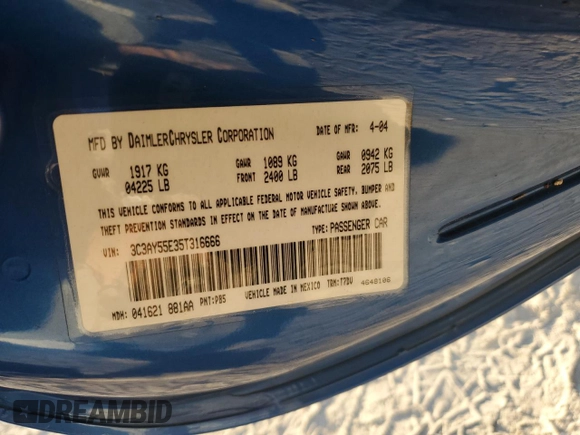 MFD BY DAIMLERCHRYSLER CORPORATION DATE OF MFR: 4-04
GVWR 1917 KG GAWR 1089 KG GAWR 0942 KG
04225 LB FRONT 2400 LB REAR 2075 LB
THIS VEHICLE CONFORMS TO ALL APPLICABLE FEDERAL MOTOR VEHICLE SAFETY, BUMPER AND
THEFT PREVENTION STANDARDS IN EFFECT ON THE DATE OF MANUFACTURE SHOWN ABOVE.
VIN: 3C3AY55E35T316666 TYPE: PASSENGER CAR
MDH: 041621 881AA PNT: PB5 VEHICLE MADE IN MEXICO TRM: T7DV 4648106
DREAMBID